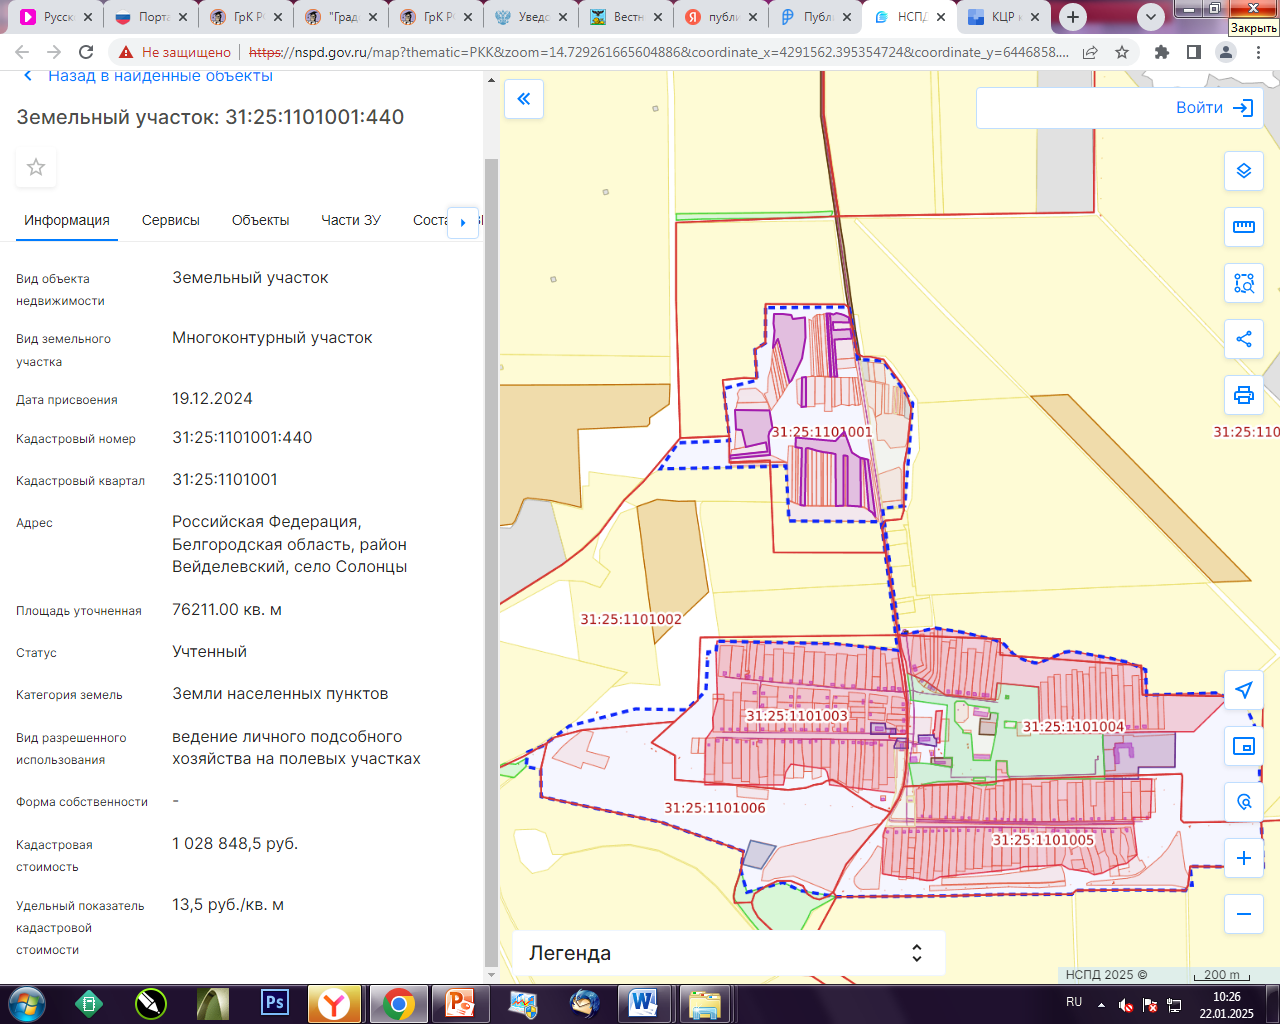 Русск
Порта
ГрК Р
"Град
ГрК Р
Уведо
Вестн
публи
Публ
НСПД
КЦР
Закрыть
Не защищено
https://nspd.gov.ru/map?thematic=PKK&zoom=14.7292616656048866&coordinate_x=4291562.395354724&coordinate_y=6446858....
Назад в найденные объекты
Земельный участок: 31:25:1101001:440
Войти
Информация
Сервисы
Объекты
Части ЗУ
Соста
Вид объекта недвижимости
Земельный участок
Вид земельного участка
Многоконтурный участок
Дата присвоения
19.12.2024
Кадастровый номер
31:25:1101001:440
Кадастровый квартал
31:25:1101001
Адрес
Российская Федерация,
Белгородская область, район
Вейделевский, село Солонцы
Площадь уточненная
76211.00 кв. м
Статус
Учтенный
Категория земель
Земли населенных пунктов
Вид разрешенного использования
ведение личного подсобного
хозяйства на полевых участках
Форма собственности
-
Кадастровая стоимость
1 028 848,5 руб.
Удельный показатель кадастровой стоимости
13,5 руб./кв. м
31:25:1101001
31:25:110
31:25:1101002
31:25:1101003
31:25:1101004
31:25:1101006
31:25:1101005
Легенда
НСПД 2025 ©
200 m
Ps
RU
10:26
22.01.2025